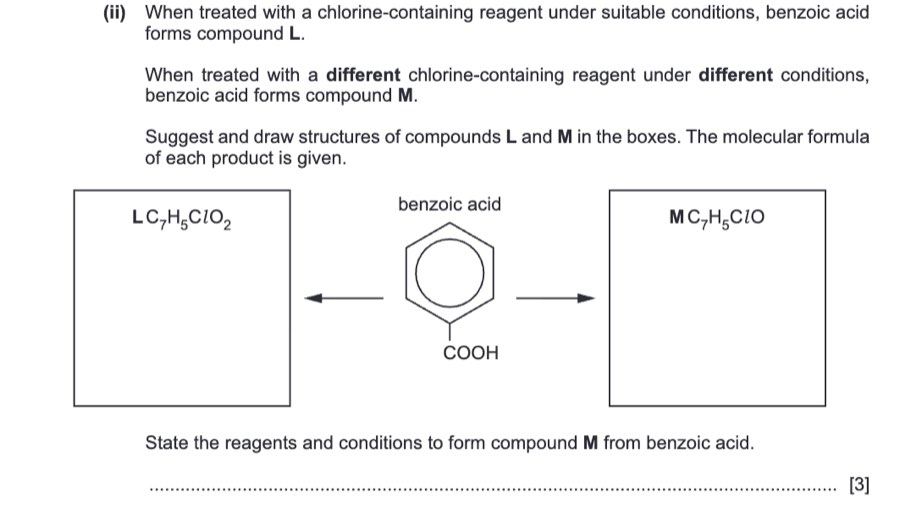 (ii) When treated with a chlorine-containing reagent under suitable conditions, benzoic acid
forms compound L.
When treated with a different chlorine-containing reagent under different conditions,
benzoic acid forms compound M.
Suggest and draw structures of compounds L and M in the boxes. The molecular formula
of each product is given.
L C₇H₅ClO₂
benzoic acid
COOH
M C₇H₅ClO
State the reagents and conditions to form compound M from benzoic acid.
.................................................................................................................................. [3]